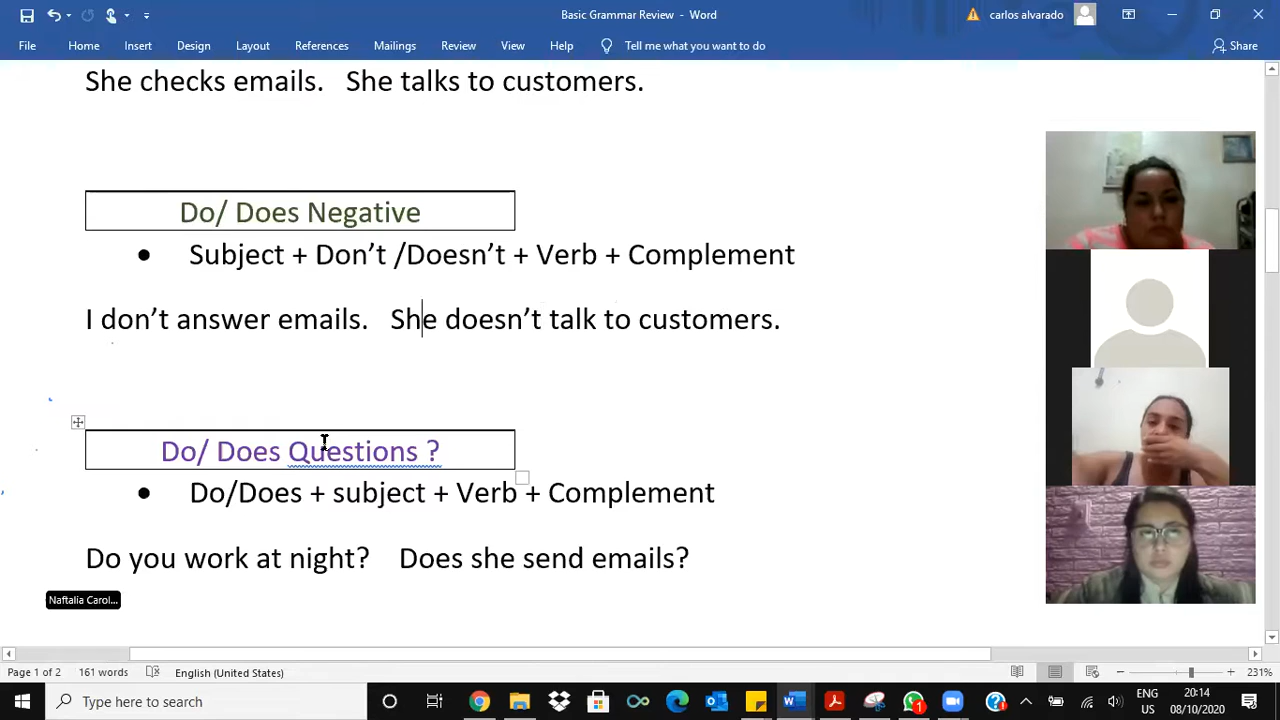 Basic Grammar Review - Word
carlos alvarado
File Home Insert Design Layout References Mailings Review View Help Tell me what you want to do Share
She checks emails. She talks to customers.
Do/ Does Negative
• Subject + Don't /Doesn't + Verb + Complement
I don't answer emails. She doesn't talk to customers.
Do/ Does Questions ?
• Do/Does + subject + Verb + Complement
Do you work at night? Does she send emails?
Naftalia Carol...
Page 1 of 2 161 words English (United States) 231%
Type here to search
ENG 20:14
US 08/10/2020
1